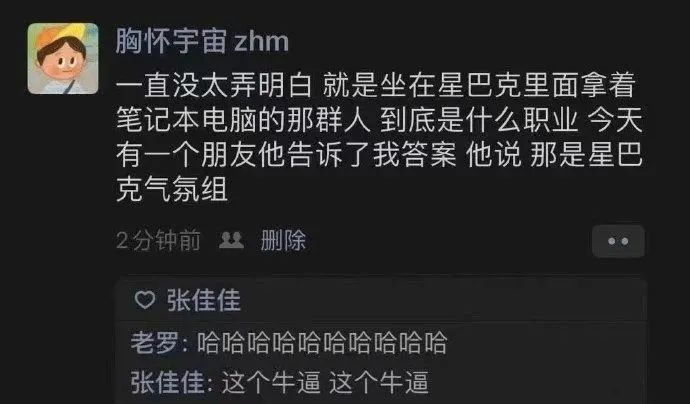 胸怀宇宙zhm
一直没太弄明白 就是坐在星巴克里面拿着
笔记本电脑的那群人 到底是什么职业 今天
有一个朋友他告诉了我答案 他说 那是星巴
克气氛组
2分钟前 删除
张佳佳
老罗: 哈哈哈哈哈哈哈哈哈哈
张佳佳: 这个牛逼 这个牛逼